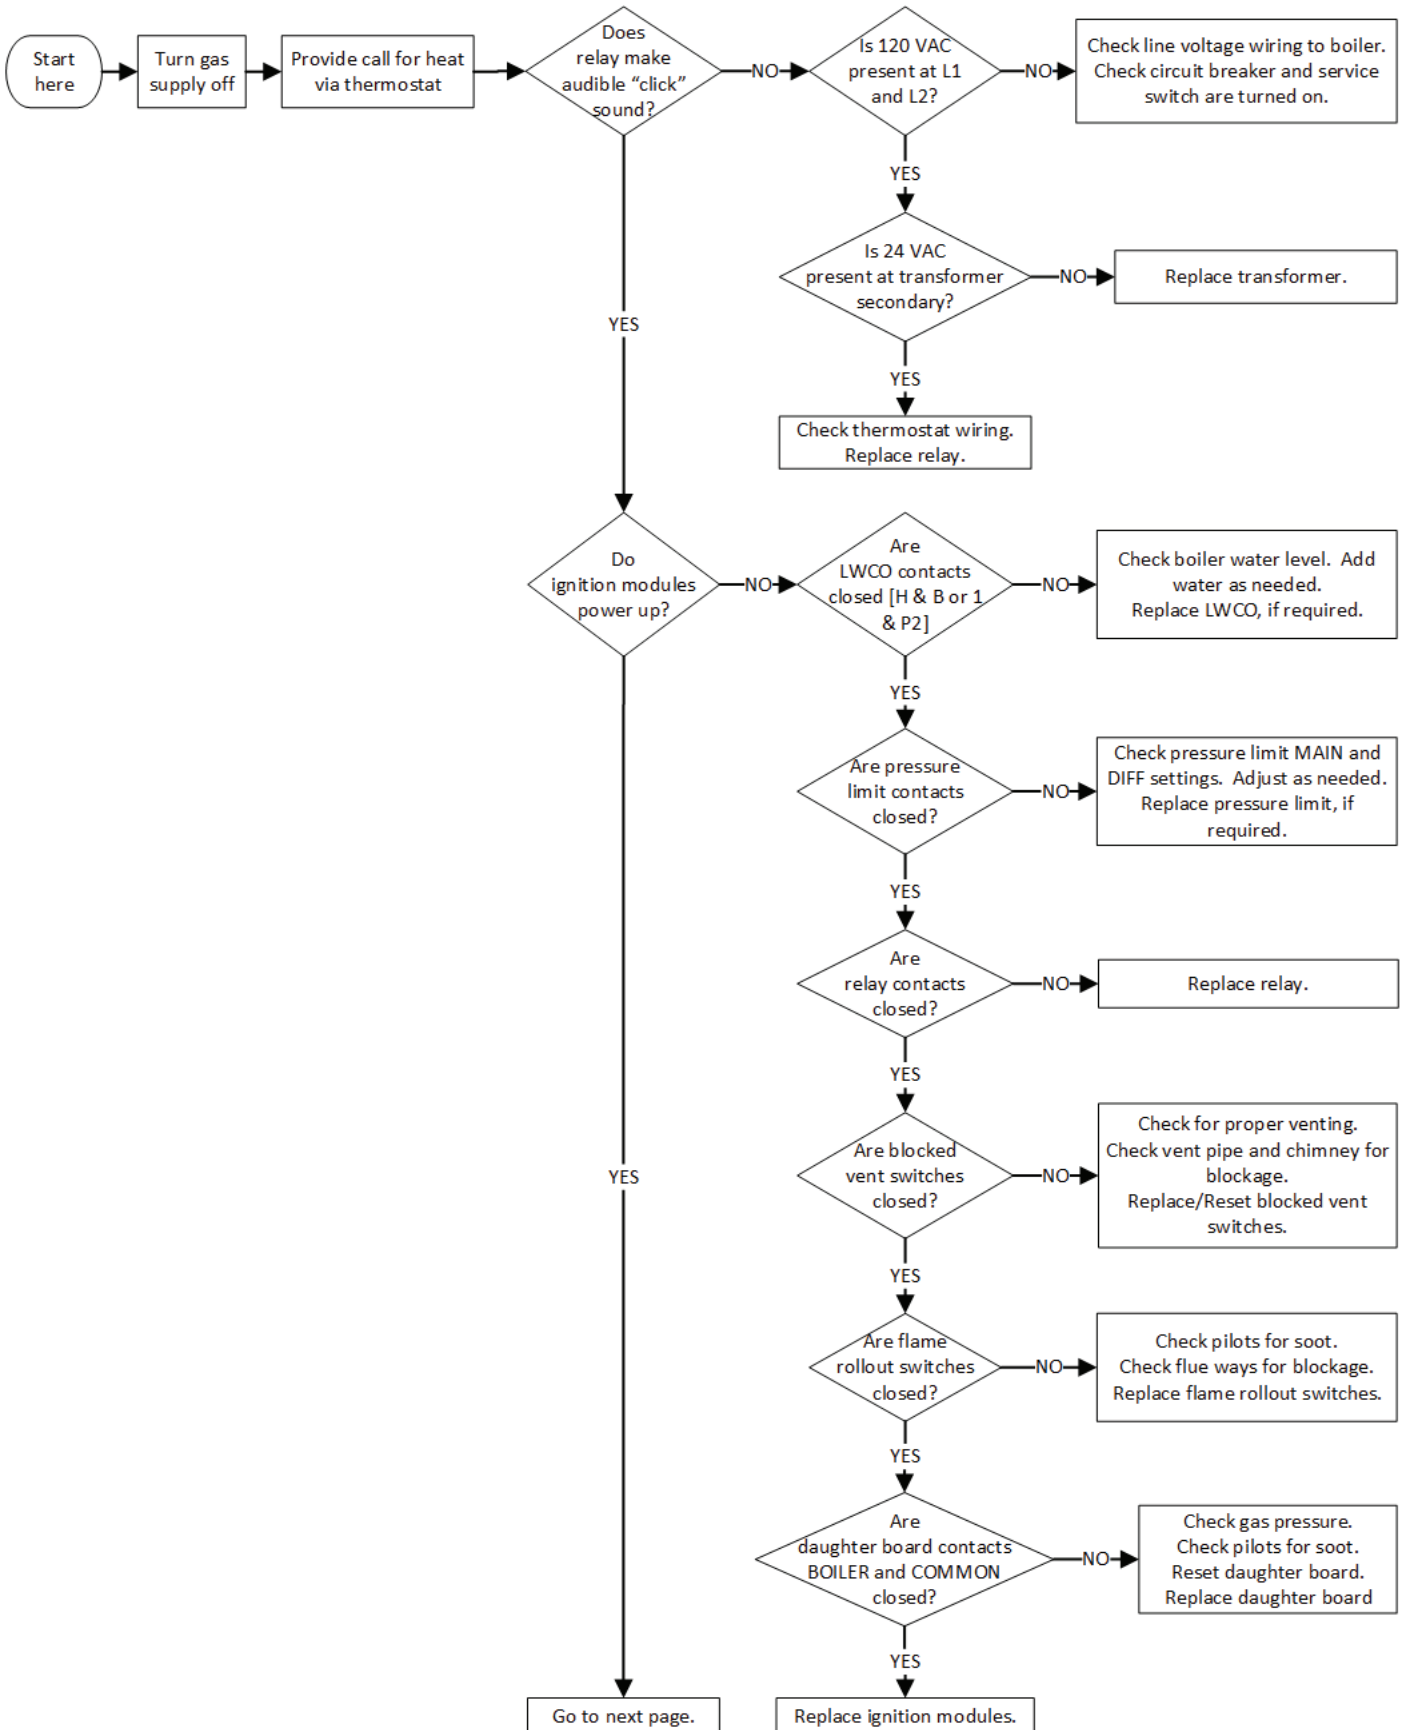 Start
here
Turn gas
supply off
Provide call for heat
via thermostat
Does
relay make
audible “click”
sound?
NO
Is 120 VAC
present at L1
and L2?
NO
Check line voltage wiring to boiler.
Check circuit breaker and service
switch are turned on.
YES
Is 24 VAC
present at transformer
secondary?
NO
Replace transformer.
YES
YES
Check thermostat wiring.
Replace relay.
Do
ignition modules
power up?
NO
Are
LWCO contacts
closed [H & B or 1
& P2]
NO
Check boiler water level.  Add
water as needed.
Replace LWCO, if required.
YES
Are pressure
limit contacts
closed?
NO
Check pressure limit MAIN and
DIFF settings.  Adjust as needed.
Replace pressure limit, if
required.
YES
Are
relay contacts
closed?
NO
Replace relay.
YES
Are blocked
vent switches
closed?
NO
Check for proper venting.
Check vent pipe and chimney for
blockage.
Replace/Reset blocked vent
switches.
YES
YES
Are flame
rollout switches
closed?
NO
Check pilots for soot.
Check flue ways for blockage.
Replace flame rollout switches.
YES
Are
daughter board contacts
BOILER and COMMON
closed?
NO
Check gas pressure.
Check pilots for soot.
Reset daughter board.
Replace daughter board
YES
Go to next page.
Replace ignition modules.